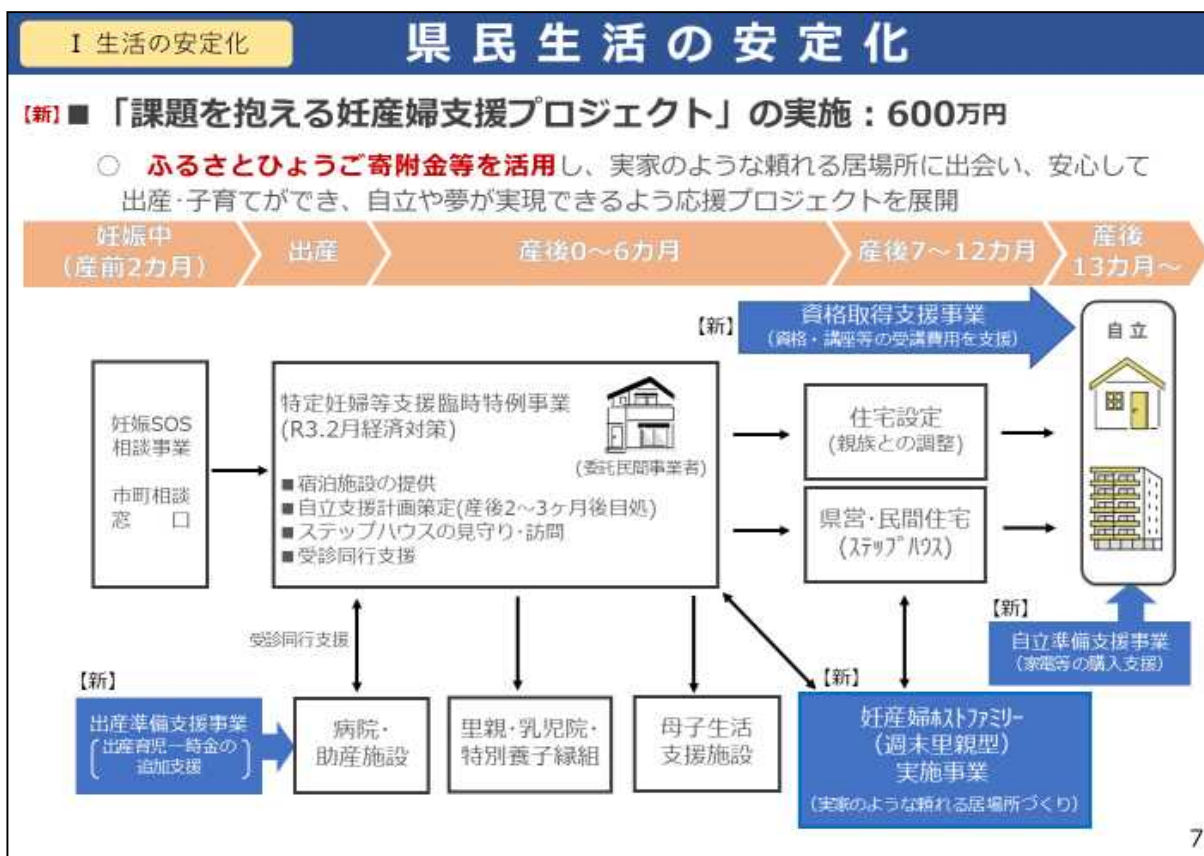 Ⅰ 生活の安定化
県民生活の安定化
【新】■「課題を抱える妊産婦支援プロジェクト」の実施：600万円
○ ふるさとひょうご寄附金等を活用し、実家のような頼れる居場所に出会い、安心して
出産･子育てができ、自立や夢が実現できるよう応援プロジェクトを展開
妊娠中
(産前2カ月)
出産
産後0～6カ月
産後7～12カ月
産後
13カ月～
【新】
資格取得支援事業
(資格・講座等の受講費用を支援)
自立
妊娠SOS
相談事業
市町相談
窓　口
特定妊婦等支援臨時特例事業
(R3.2月経済対策)
(委託民間事業者)
■宿泊施設の提供
■自立支援計画策定(産後2～3ヶ月後目処)
■ステップハウスの見守り･訪問
■受診同行支援
住宅設定
(親族との調整)
県営･民間住宅
(ｽﾃｯﾌﾟﾊｳｽ)
受診同行支援
【新】
出産準備支援事業
(出産育児一時金の
追加支援)
病院･
助産施設
里親･乳児院･
特別養子縁組
母子生活
支援施設
【新】
妊産婦ﾎｽﾄﾌｧﾐﾘｰ
(週末里親型)
実施事業
(実家のような頼れる居場所づくり)
【新】
自立準備支援事業
(家電等の購入支援)
7